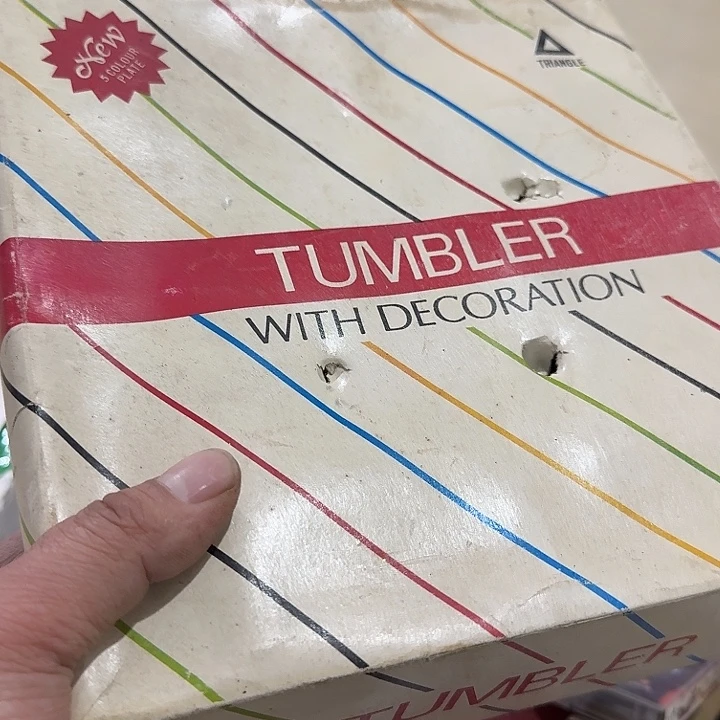 New
5 COLOUR
PLATE
TRIANGLE
TUMBLER
WITH DECORATION
TUMBLER